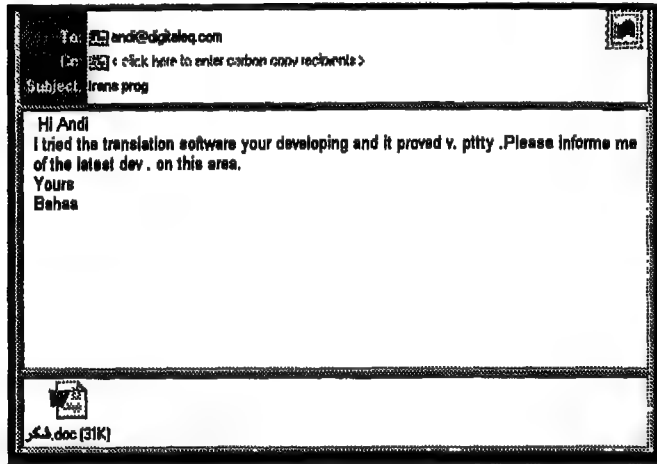 To: andi@digitaleq.com
Cc: < click here to enter carbon copy recipients >
Subject: trans prog
Hi Andi
I tried the translation software your developing and it proved v. ptity .Please informe me
of the latest dev . on this area.
Yours
Bahaa
شكر.doc (31K)